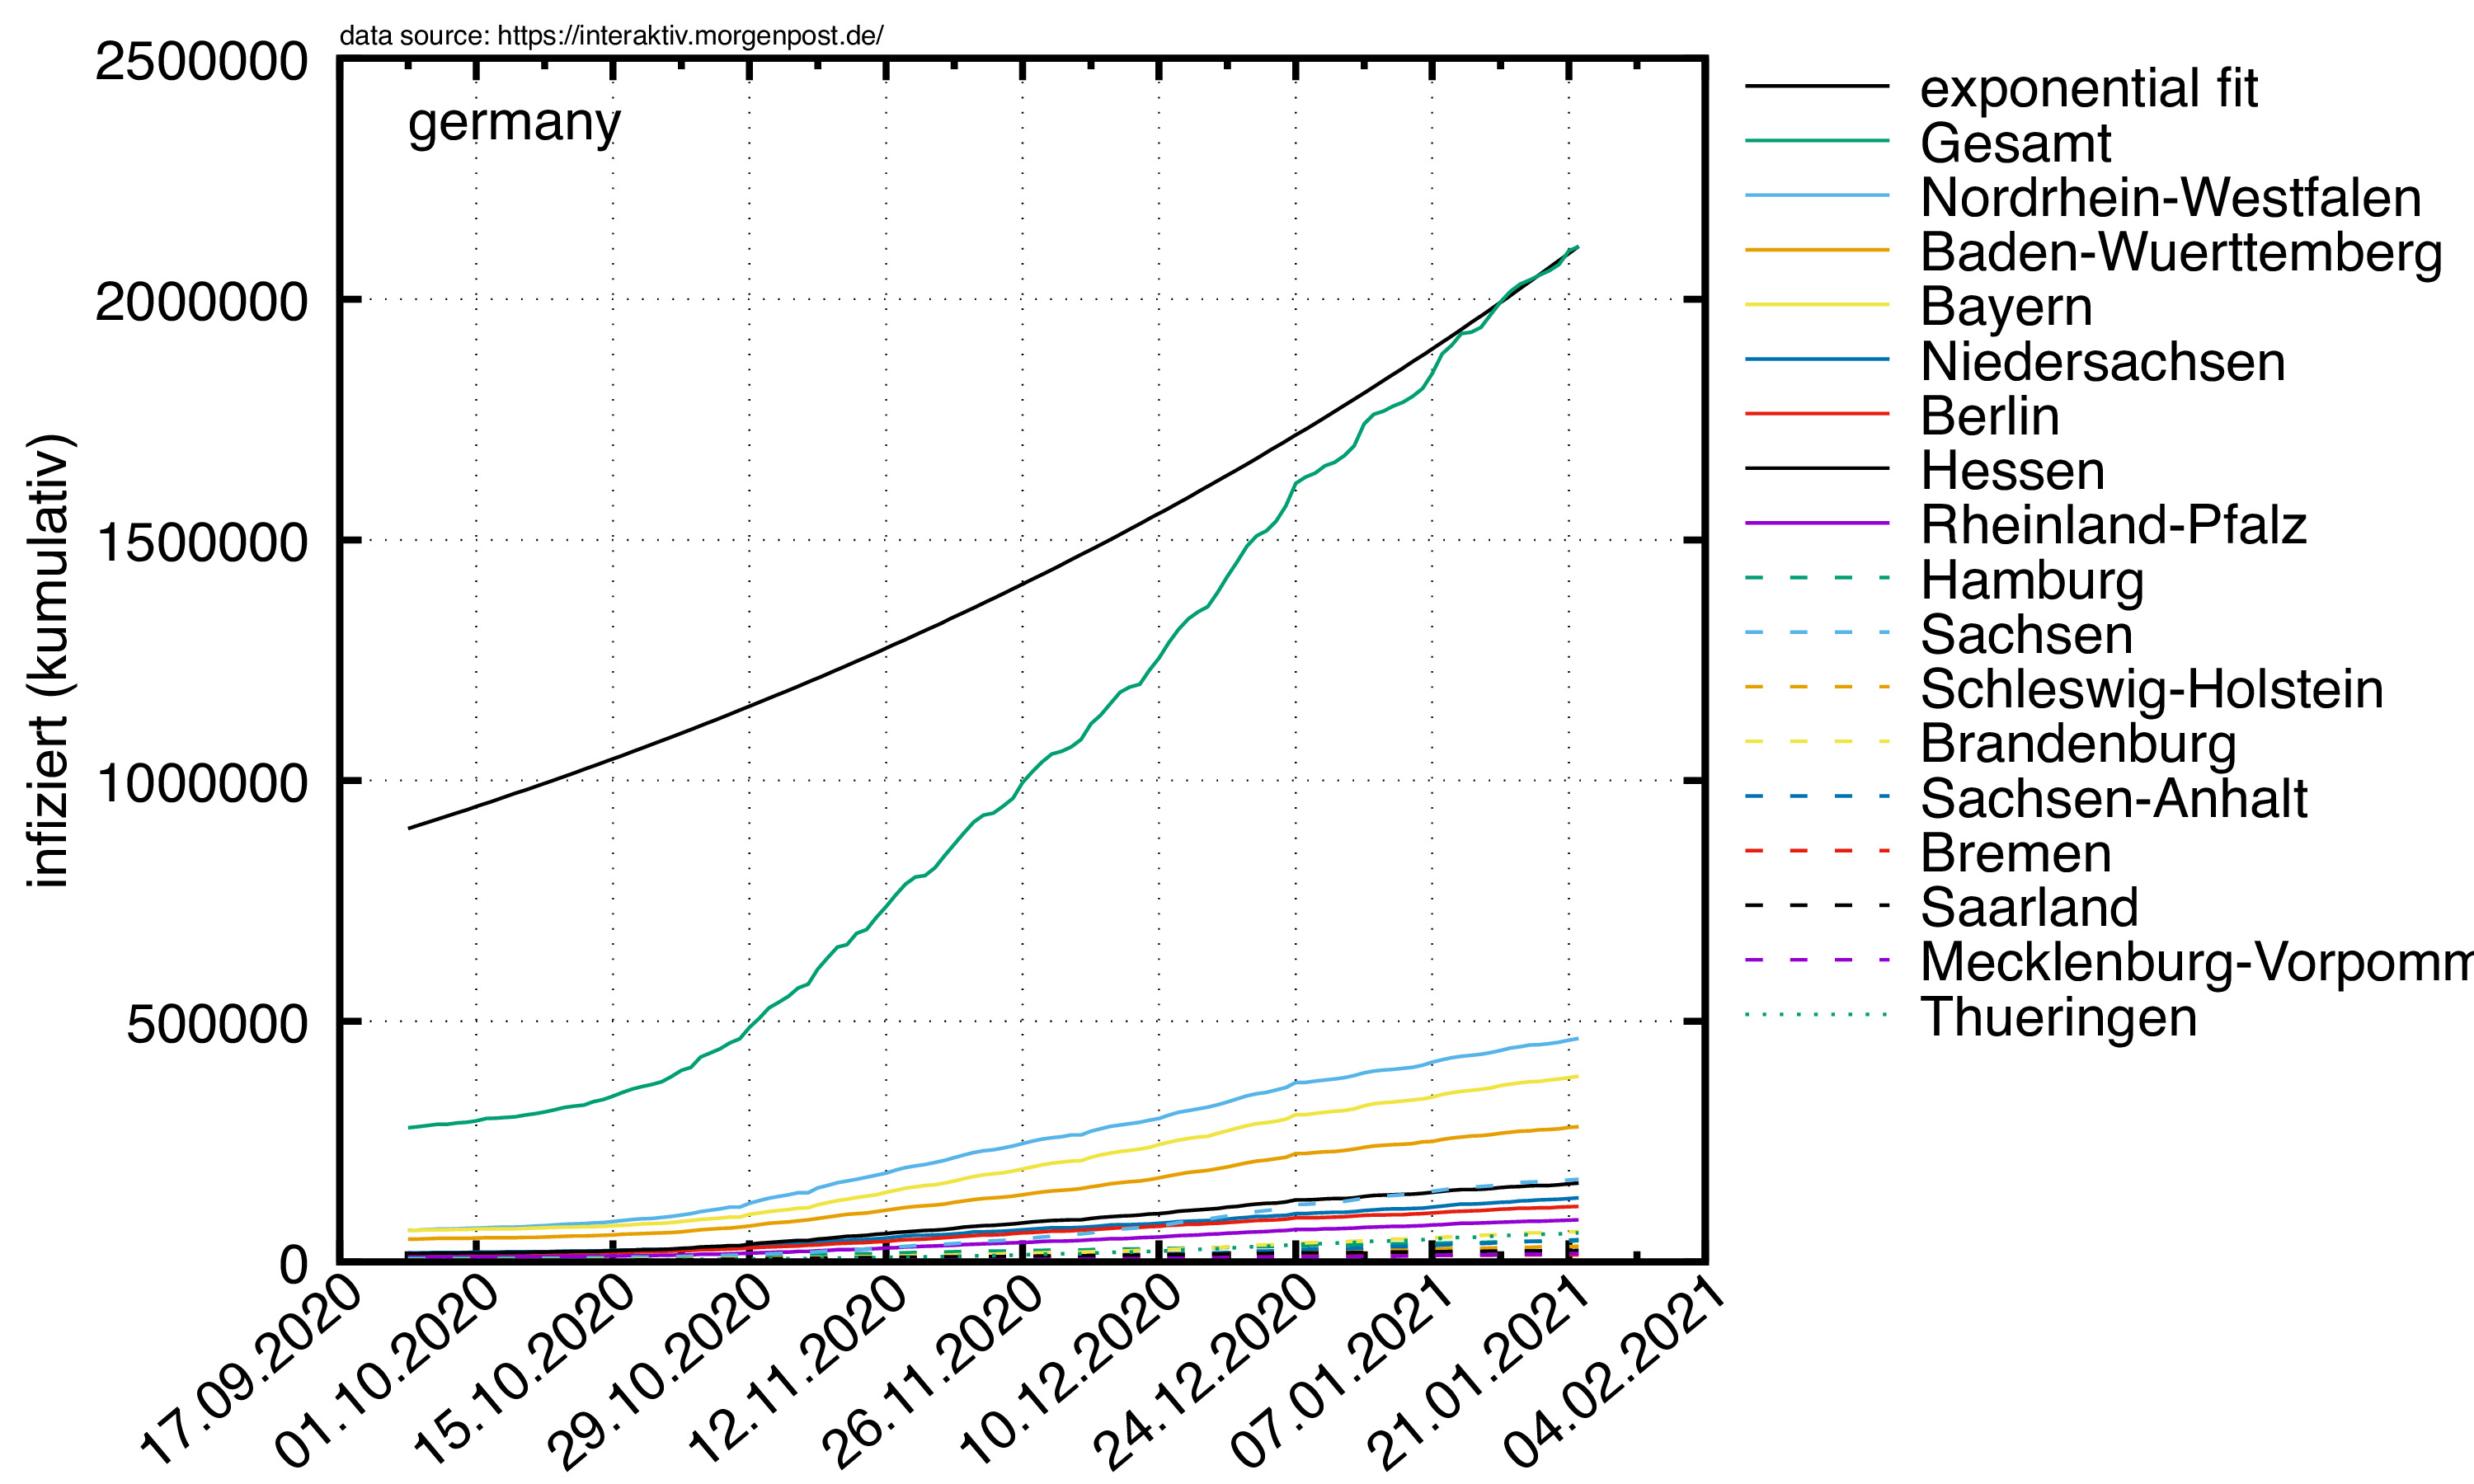 data source: https://interaktiv.morgenpost.de/
germany
infiziert (kumulativ)
2500000
2000000
1500000
1000000
500000
0
17.09.2020
01.10.2020
15.10.2020
29.10.2020
12.11.2020
26.11.2020
10.12.2020
24.12.2020
07.01.2021
21.01.2021
04.02.2021
exponential fit
Gesamt
Nordrhein-Westfalen
Baden-Wuerttemberg
Bayern
Niedersachsen
Berlin
Hessen
Rheinland-Pfalz
Hamburg
Sachsen
Schleswig-Holstein
Brandenburg
Sachsen-Anhalt
Bremen
Saarland
Mecklenburg-Vorpomm
Thueringen